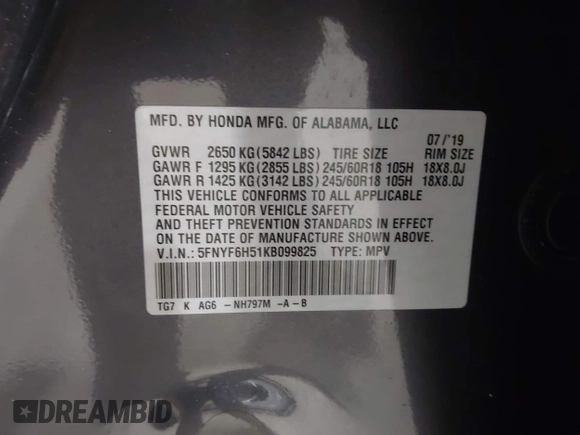 MFD. BY HONDA MFG. OF ALABAMA, LLC
07/'19
GVWR 2650 KG(5842 LBS) TIRE SIZE RIM SIZE
GAWR F 1295 KG(2855 LBS) 245/60R18 105H 18X8.0J
GAWR R 1425 KG(3142 LBS) 245/60R18 105H 18X8.0J
THIS VEHICLE CONFORMS TO ALL APPLICABLE
FEDERAL MOTOR VEHICLE SAFETY
AND THEFT PREVENTION STANDARDS IN EFFECT
ON THE DATE OF MANUFACTURE SHOWN ABOVE.
V.I.N.: 5FNYF6H51KB099825 TYPE: MPV
TG7 K AG6 -NH797M -A-B
DREAMBID